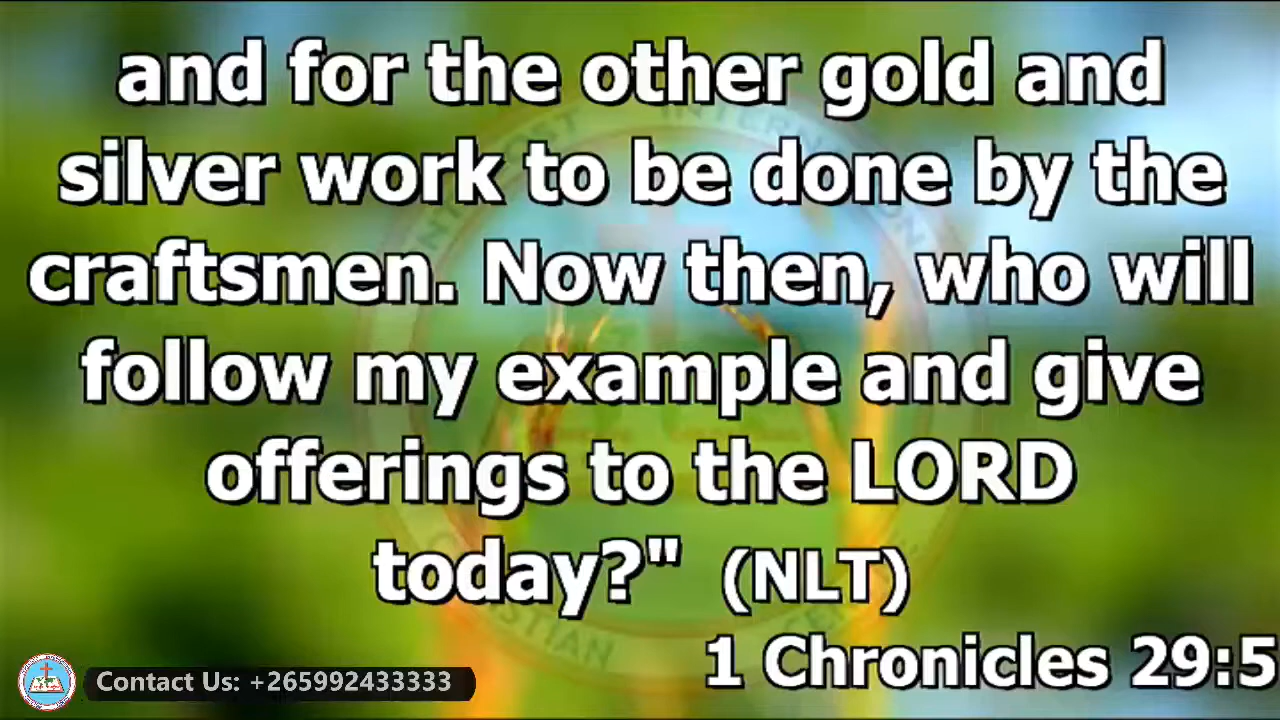 and for the other gold and
silver work to be done by the
craftsmen. Now then, who will
follow my example and give
offerings to the LORD
today?" (NLT)
1 Chronicles 29:5
Contact Us: +265992433333